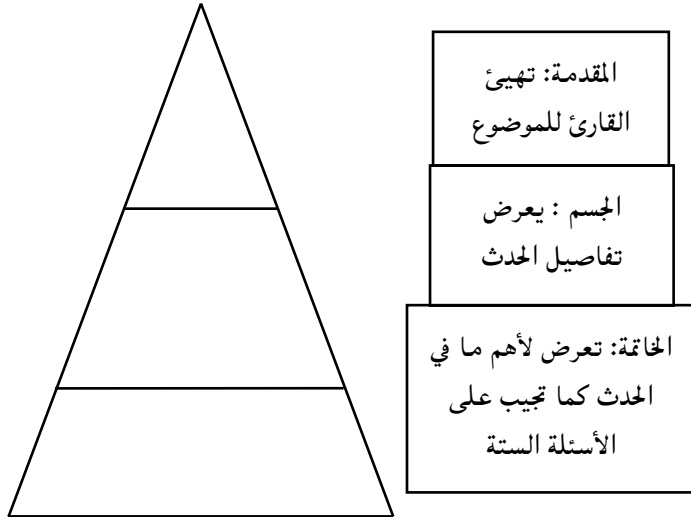 المقدمة: تهيئ
القارئ للموضوع
الجسم : يعرض
تفاصيل الحدث
الخاتمة: تعرض لأهم ما في
الحدث كما تجيب على
الأسئلة الستة